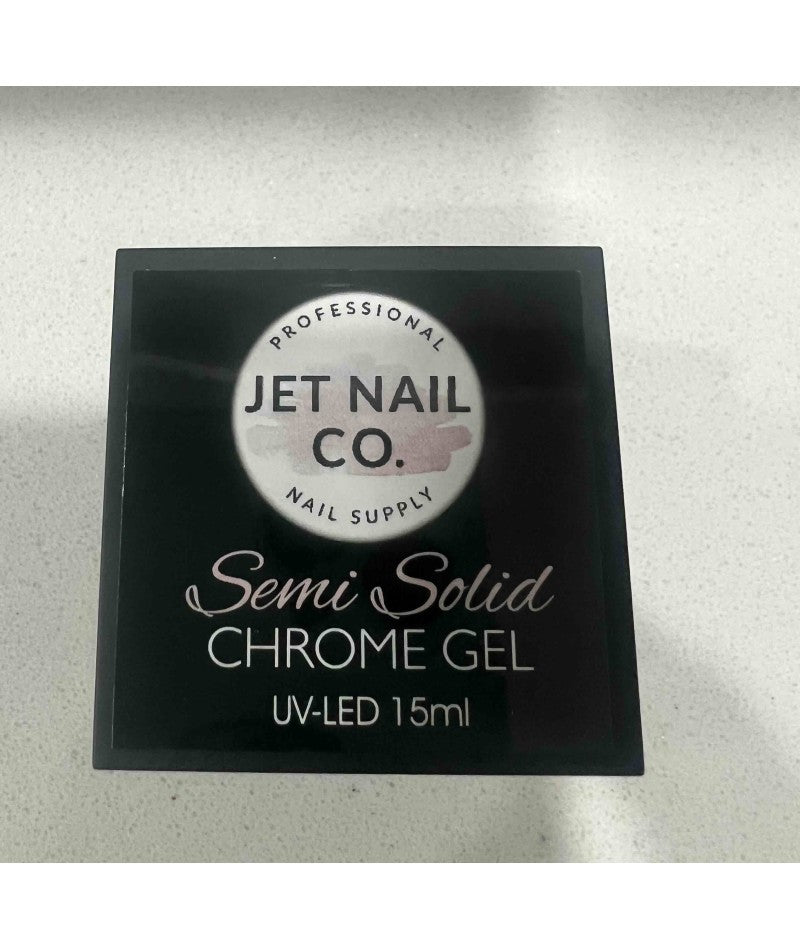 PROFESSIONAL
JET NAIL
CO.
NAIL SUPPLY
Semi Solid
CHROME GEL
UV-LED 15ml